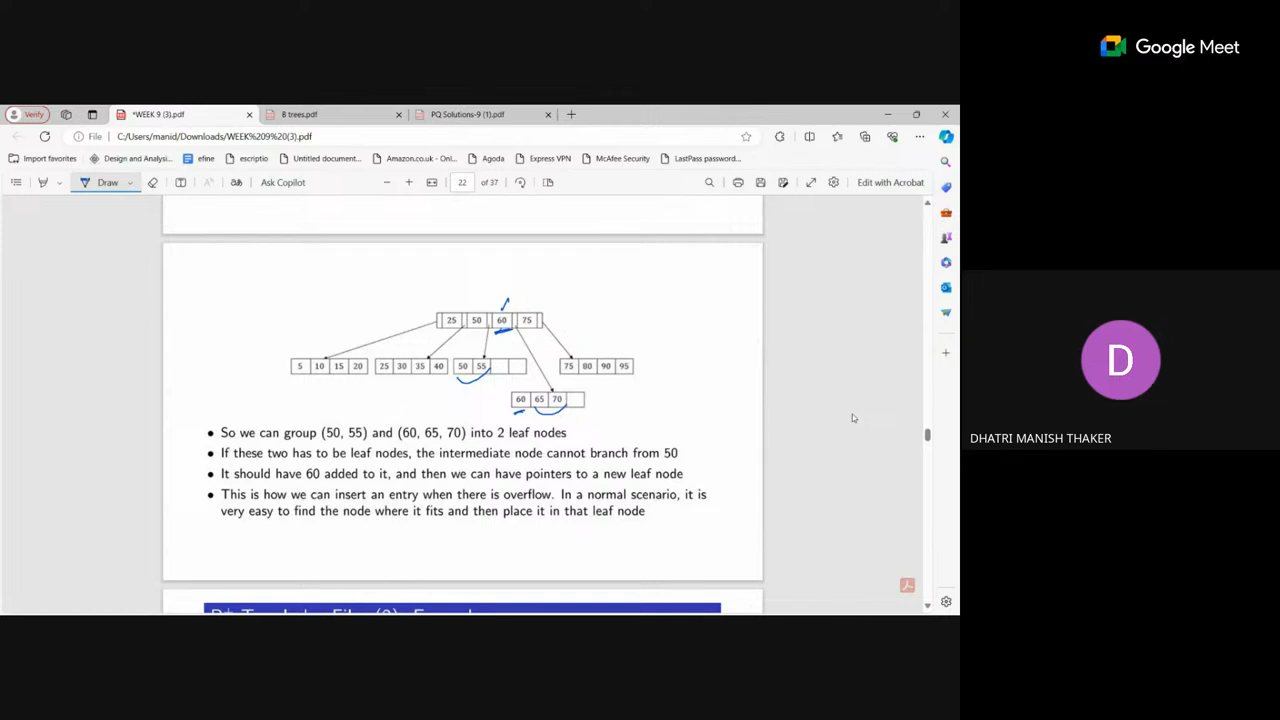 Google Meet
Verify
*WEEK 9 (3).pdf
B trees.pdf
PQ Solutions-9 (1).pdf
File
C:/Users/manid/Downloads/WEEK%209%20(3).pdf
Import favorites
Design and Analysi...
efine
escriptio
Untitled document...
Amazon.co.uk - Onl...
Agoda
Express VPN
McAfee Security
LastPass password...
Draw
Ask Copilot
22 of 37
Edit with Acrobat
25 50 60 75
5 10 15 20
25 30 35 40
50 55
75 80 90 95
60 65 70
• So we can group (50, 55) and (60, 65, 70) into 2 leaf nodes
• If these two has to be leaf nodes, the intermediate node cannot branch from 50
• It should have 60 added to it, and then we can have pointers to a new leaf node
• This is how we can insert an entry when there is overflow. In a normal scenario, it is
very easy to find the node where it fits and then place it in that leaf node
D
DHATRI MANISH THAKER